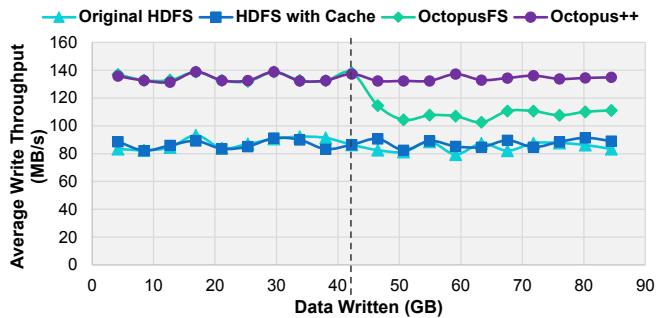 Original HDFS HDFS with Cache OctopusFS Octopus++
Average Write Throughput
(MB/s)
160
140
120
100
80
60
40
20
0
0 10 20 30 40 50 60 70 80 90
Data Written (GB)